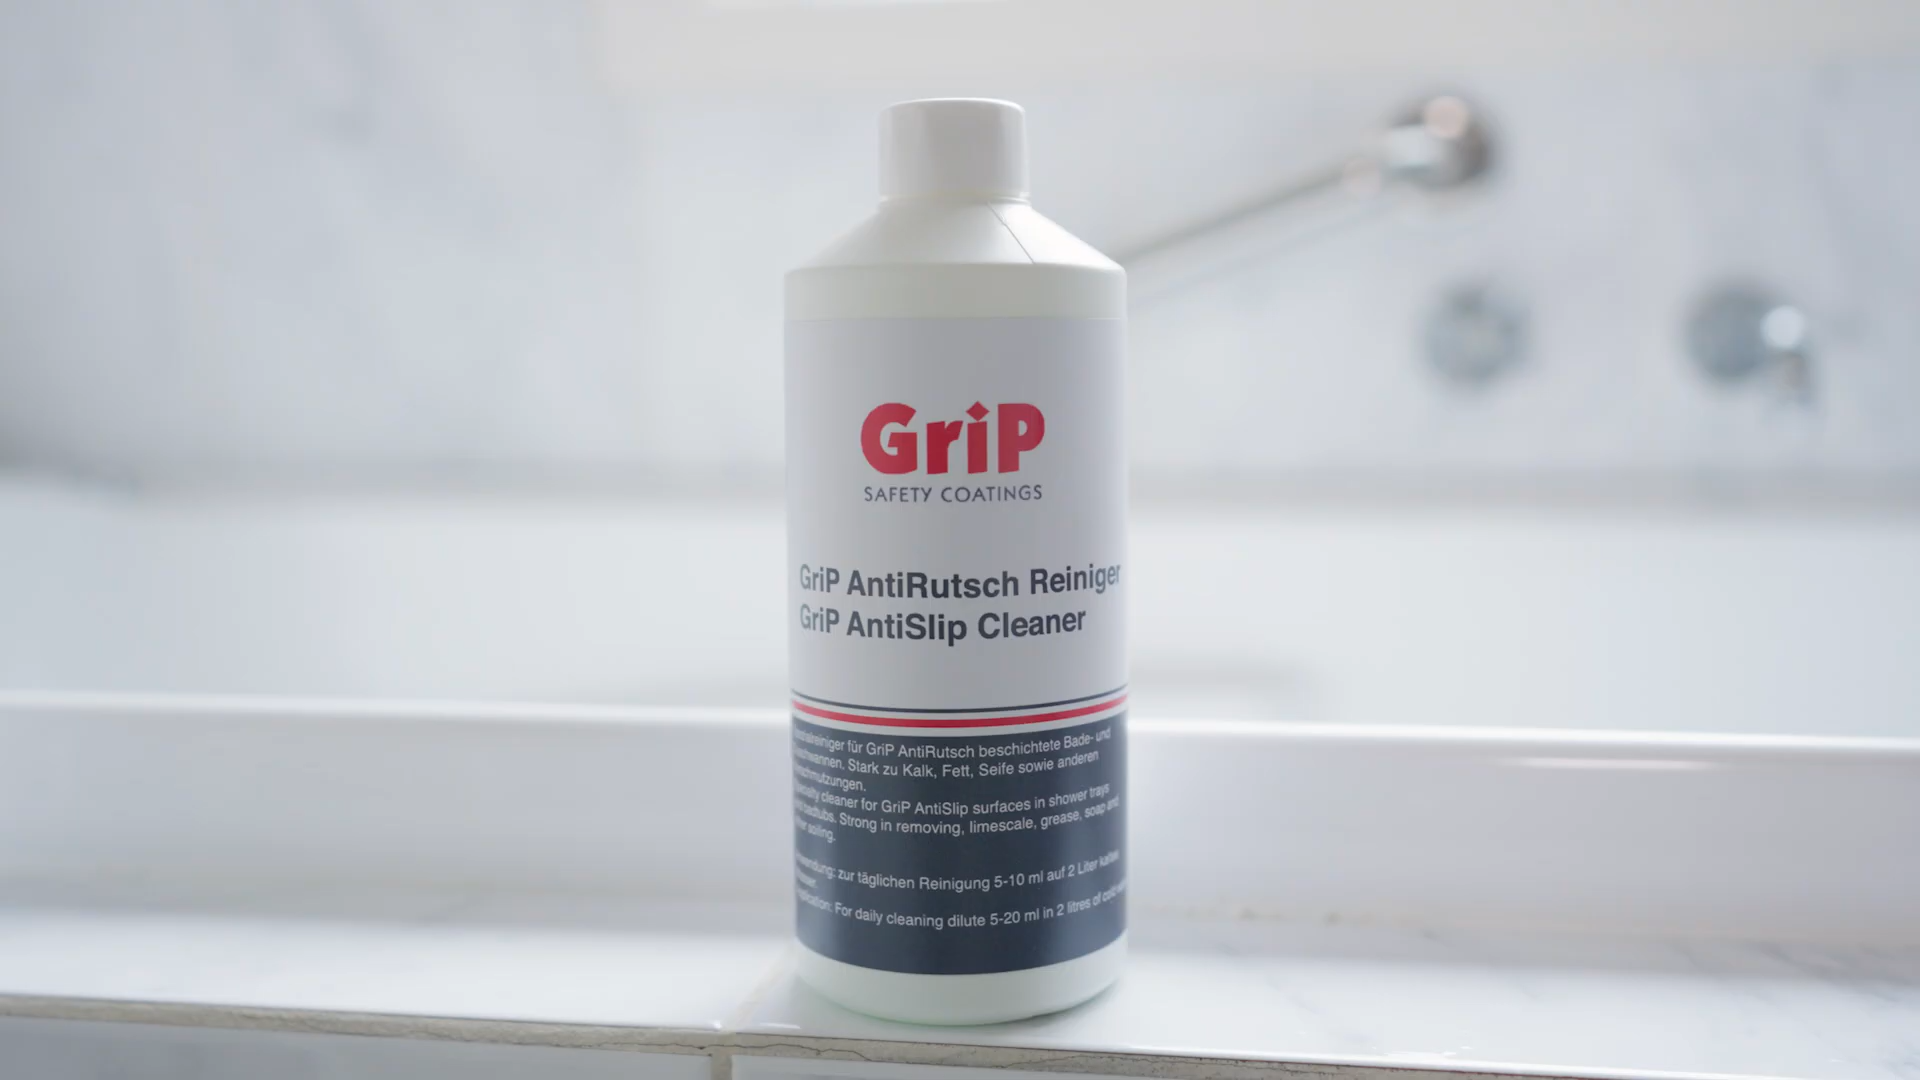 GriP
SAFETY COATINGS
GriP AntiRutsch Reiniger
GriP AntiSlip Cleaner
für GriP AntiRutsch beschichtete Bade- und
Stark zu Kalk, Fett, Seife sowie anderen
cleaner for GriP AntiSlip surfaces in shower trays
Strong in removing, limescale, grease, soap and
soiling.
zur täglichen Reinigung 5-10 ml auf 2 Liter kaltem
For daily cleaning dilute 5-20 ml in 2 litres of cold